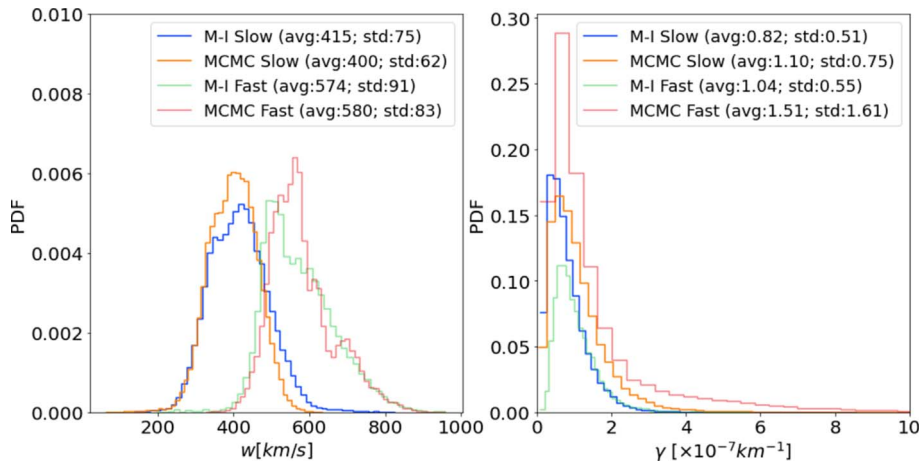 0.010
0.008
0.006
0.004
0.002
0.000
PDF
200
400
600
800
1000
w[km/s]
M-I Slow (avg:415; std:75)
MCMC Slow (avg:400; std:62)
M-I Fast (avg:574; std:91)
MCMC Fast (avg:580; std:83)
0.30
0.25
0.20
0.15
0.10
0.05
0.00
PDF
0
2
4
6
8
10
γ [×10⁻⁷km⁻¹]
M-I Slow (avg:0.82; std:0.51)
MCMC Slow (avg:1.10; std:0.75)
M-I Fast (avg:1.04; std:0.55)
MCMC Fast (avg:1.51; std:1.61)